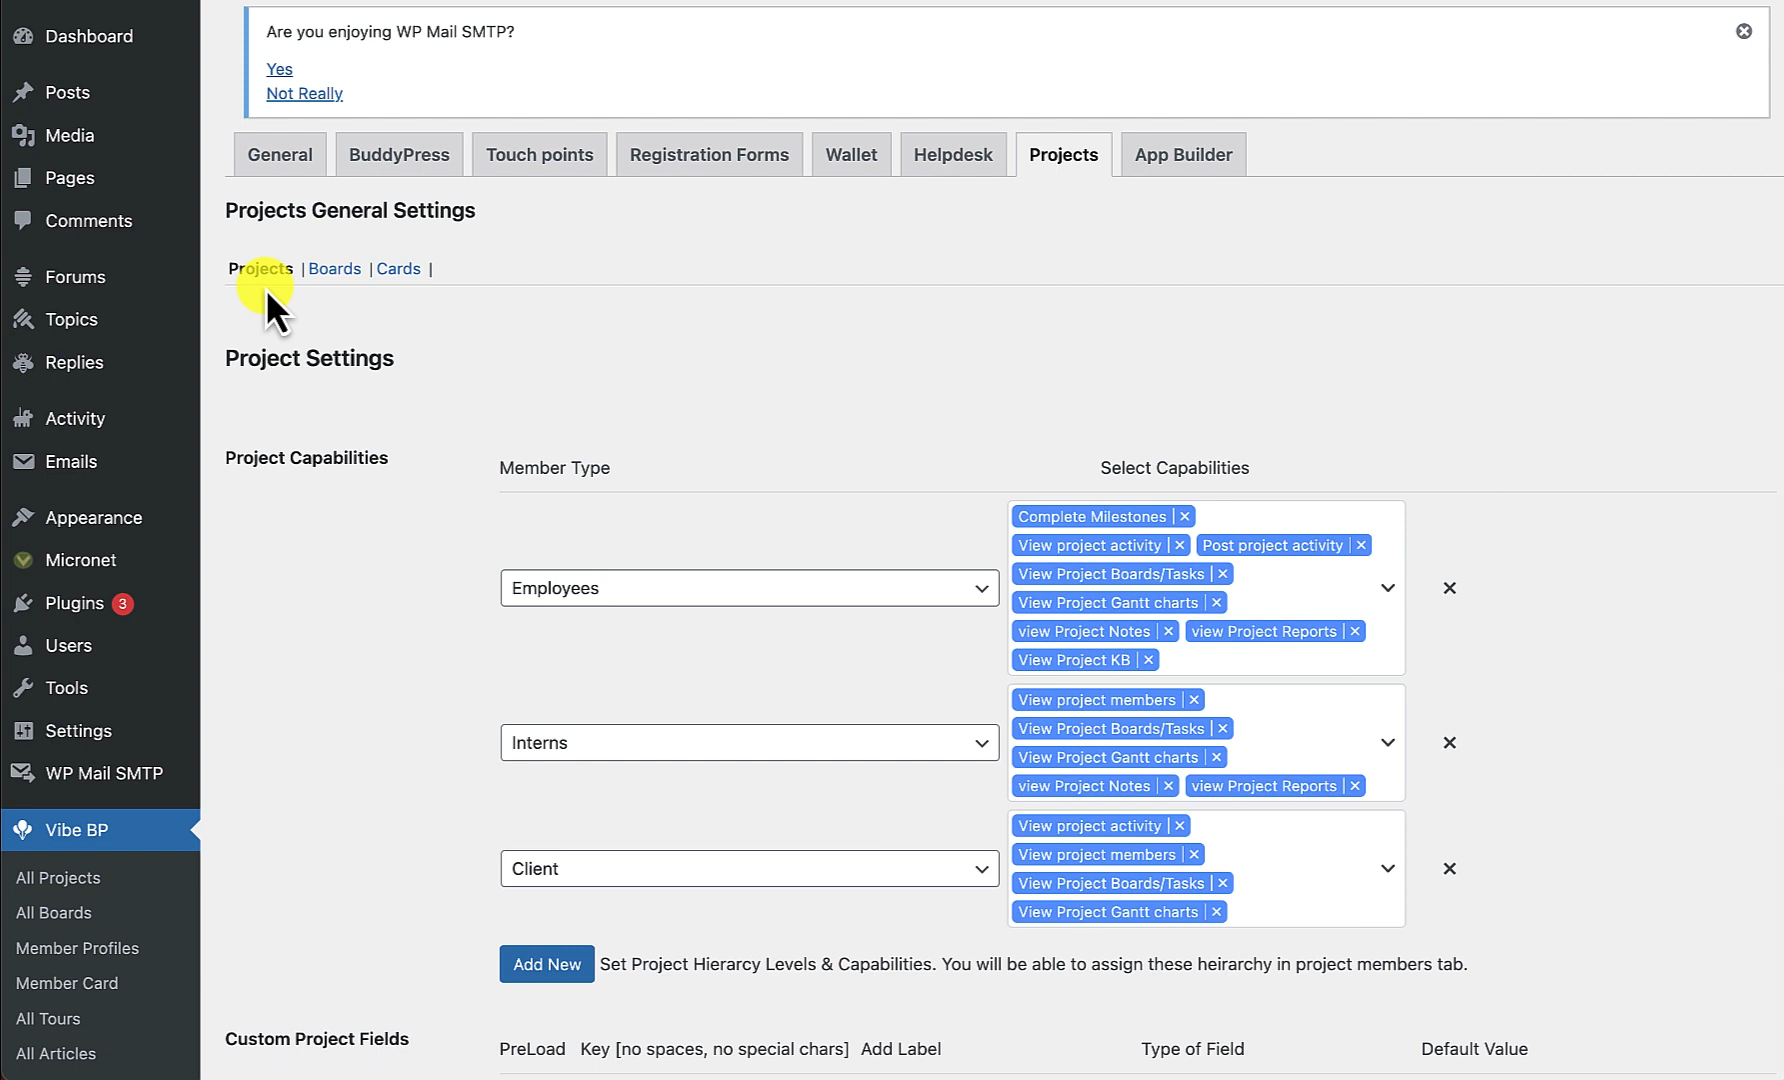 Dashboard
Posts
Media
Pages
Comments
Forums
Topics
Replies
Activity
Emails
Appearance
Micronet
Plugins 3
Users
Tools
Settings
WP Mail SMTP
Vibe BP
All Projects
All Boards
Member Profiles
Member Card
All Tours
All Articles
Are you enjoying WP Mail SMTP?
Yes
Not Really
General BuddyPress Touch points Registration Forms Wallet Helpdesk Projects App Builder
Projects General Settings
Projects | Boards | Cards |
Project Settings
Project Capabilities
Member Type Select Capabilities
Employees
Complete Milestones | ×
View project activity | × Post project activity | ×
View Project Boards/Tasks | ×
View Project Gantt charts | ×
view Project Notes | × view Project Reports | ×
View Project KB | ×
×
Interns
View project members | ×
View Project Boards/Tasks | ×
View Project Gantt charts | ×
view Project Notes | × view Project Reports | ×
×
Client
View project activity | ×
View project members | ×
View Project Boards/Tasks | ×
View Project Gantt charts | ×
×
Add New Set Project Hierarcy Levels & Capabilities. You will be able to assign these heirarchy in project members tab.
Custom Project Fields
PreLoad Key [no spaces, no special chars] Add Label Type of Field Default Value